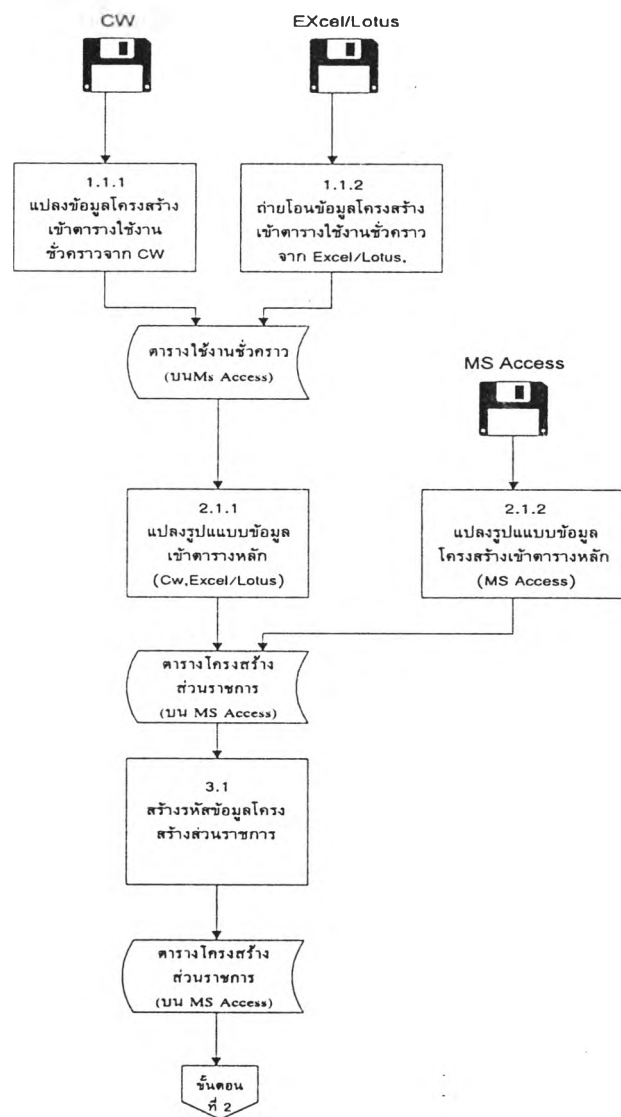 CW
EXcel/Lotus
1.1.1
แปลงข้อมูลโครงสร้าง
เข้าตารางใช้งาน
ชั่วคราวจาก CW
1.1.2
ถ่ายโอนข้อมูลโครงสร้าง
เข้าตารางใช้งานชั่วคราว
จาก Excel/Lotus.
ตารางใช้งานชั่วคราว
(บนMs Access)
MS Access
2.1.1
แปลงรูปแแบบข้อมูล
เข้าตารางหลัก
(Cw,Excel/Lotus)
2.1.2
แปลงรูปแแบบข้อมูล
โครงสร้างเข้าตารางหลัก
(MS Access)
ตารางโครงสร้าง
ส่วนราชการ
(บน MS Access)
3.1
สร้างรหัสข้อมูลโครง
สร้างส่วนราชการ
ตารางโครงสร้าง
ส่วนราชการ
(บน MS Access)
ขั้นตอน
ที่ 2